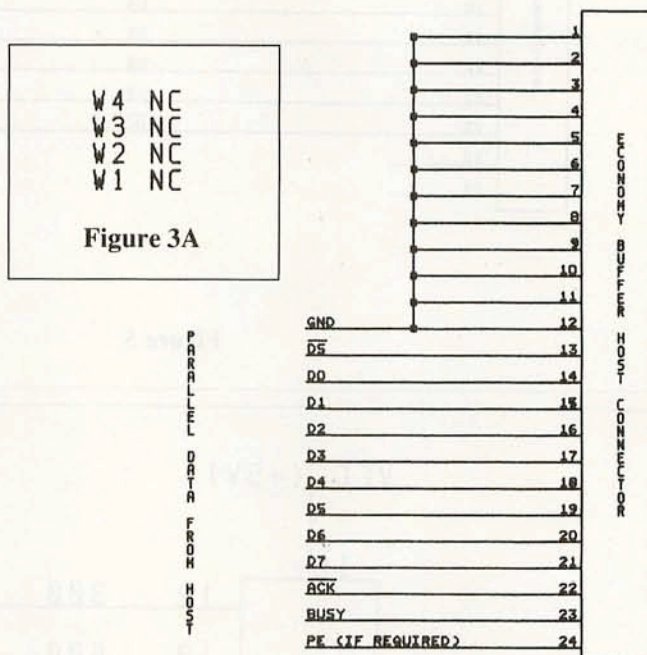 W4 NC
W3 NC
W2 NC
W1 NC
Figure 3A
PARALLEL DATA FROM HOST
1
2
3
4
5
6
7
8
9
10
11
GND 12
DS 13
D0 14
D1 15
D2 16
D3 17
D4 18
D5 19
D6 20
D7 21
ACK 22
BUSY 23
PE (IF REQUIRED) 24
ECONOMY BUFFER HOST CONNECTOR
Figure 5